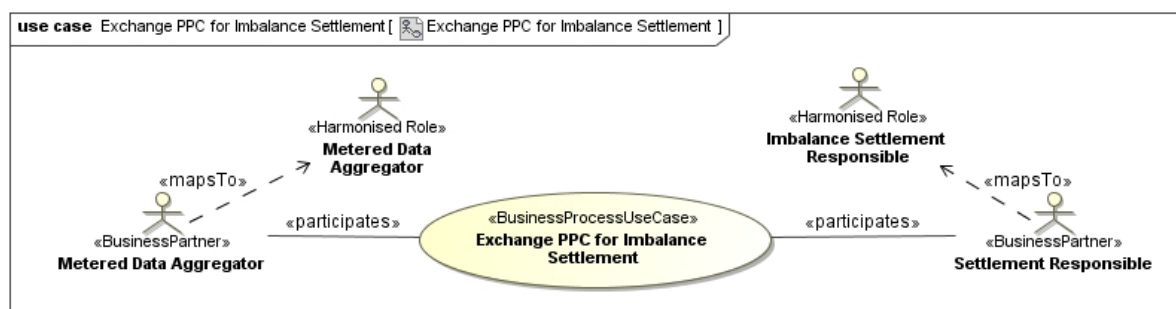 use case Exchange PPC for Imbalance Settlement [ Exchange PPC for Imbalance Settlement ]
«Harmonised Role»
Metered Data
Aggregator
«Harmonised Role»
Imbalance Settlement
Responsible
«mapsTo»
«mapsTo»
«BusinessPartner»
Metered Data Aggregator
«participates»
«BusinessProcessUseCase»
Exchange PPC for Imbalance
Settlement
«participates»
«BusinessPartner»
Settlement Responsible